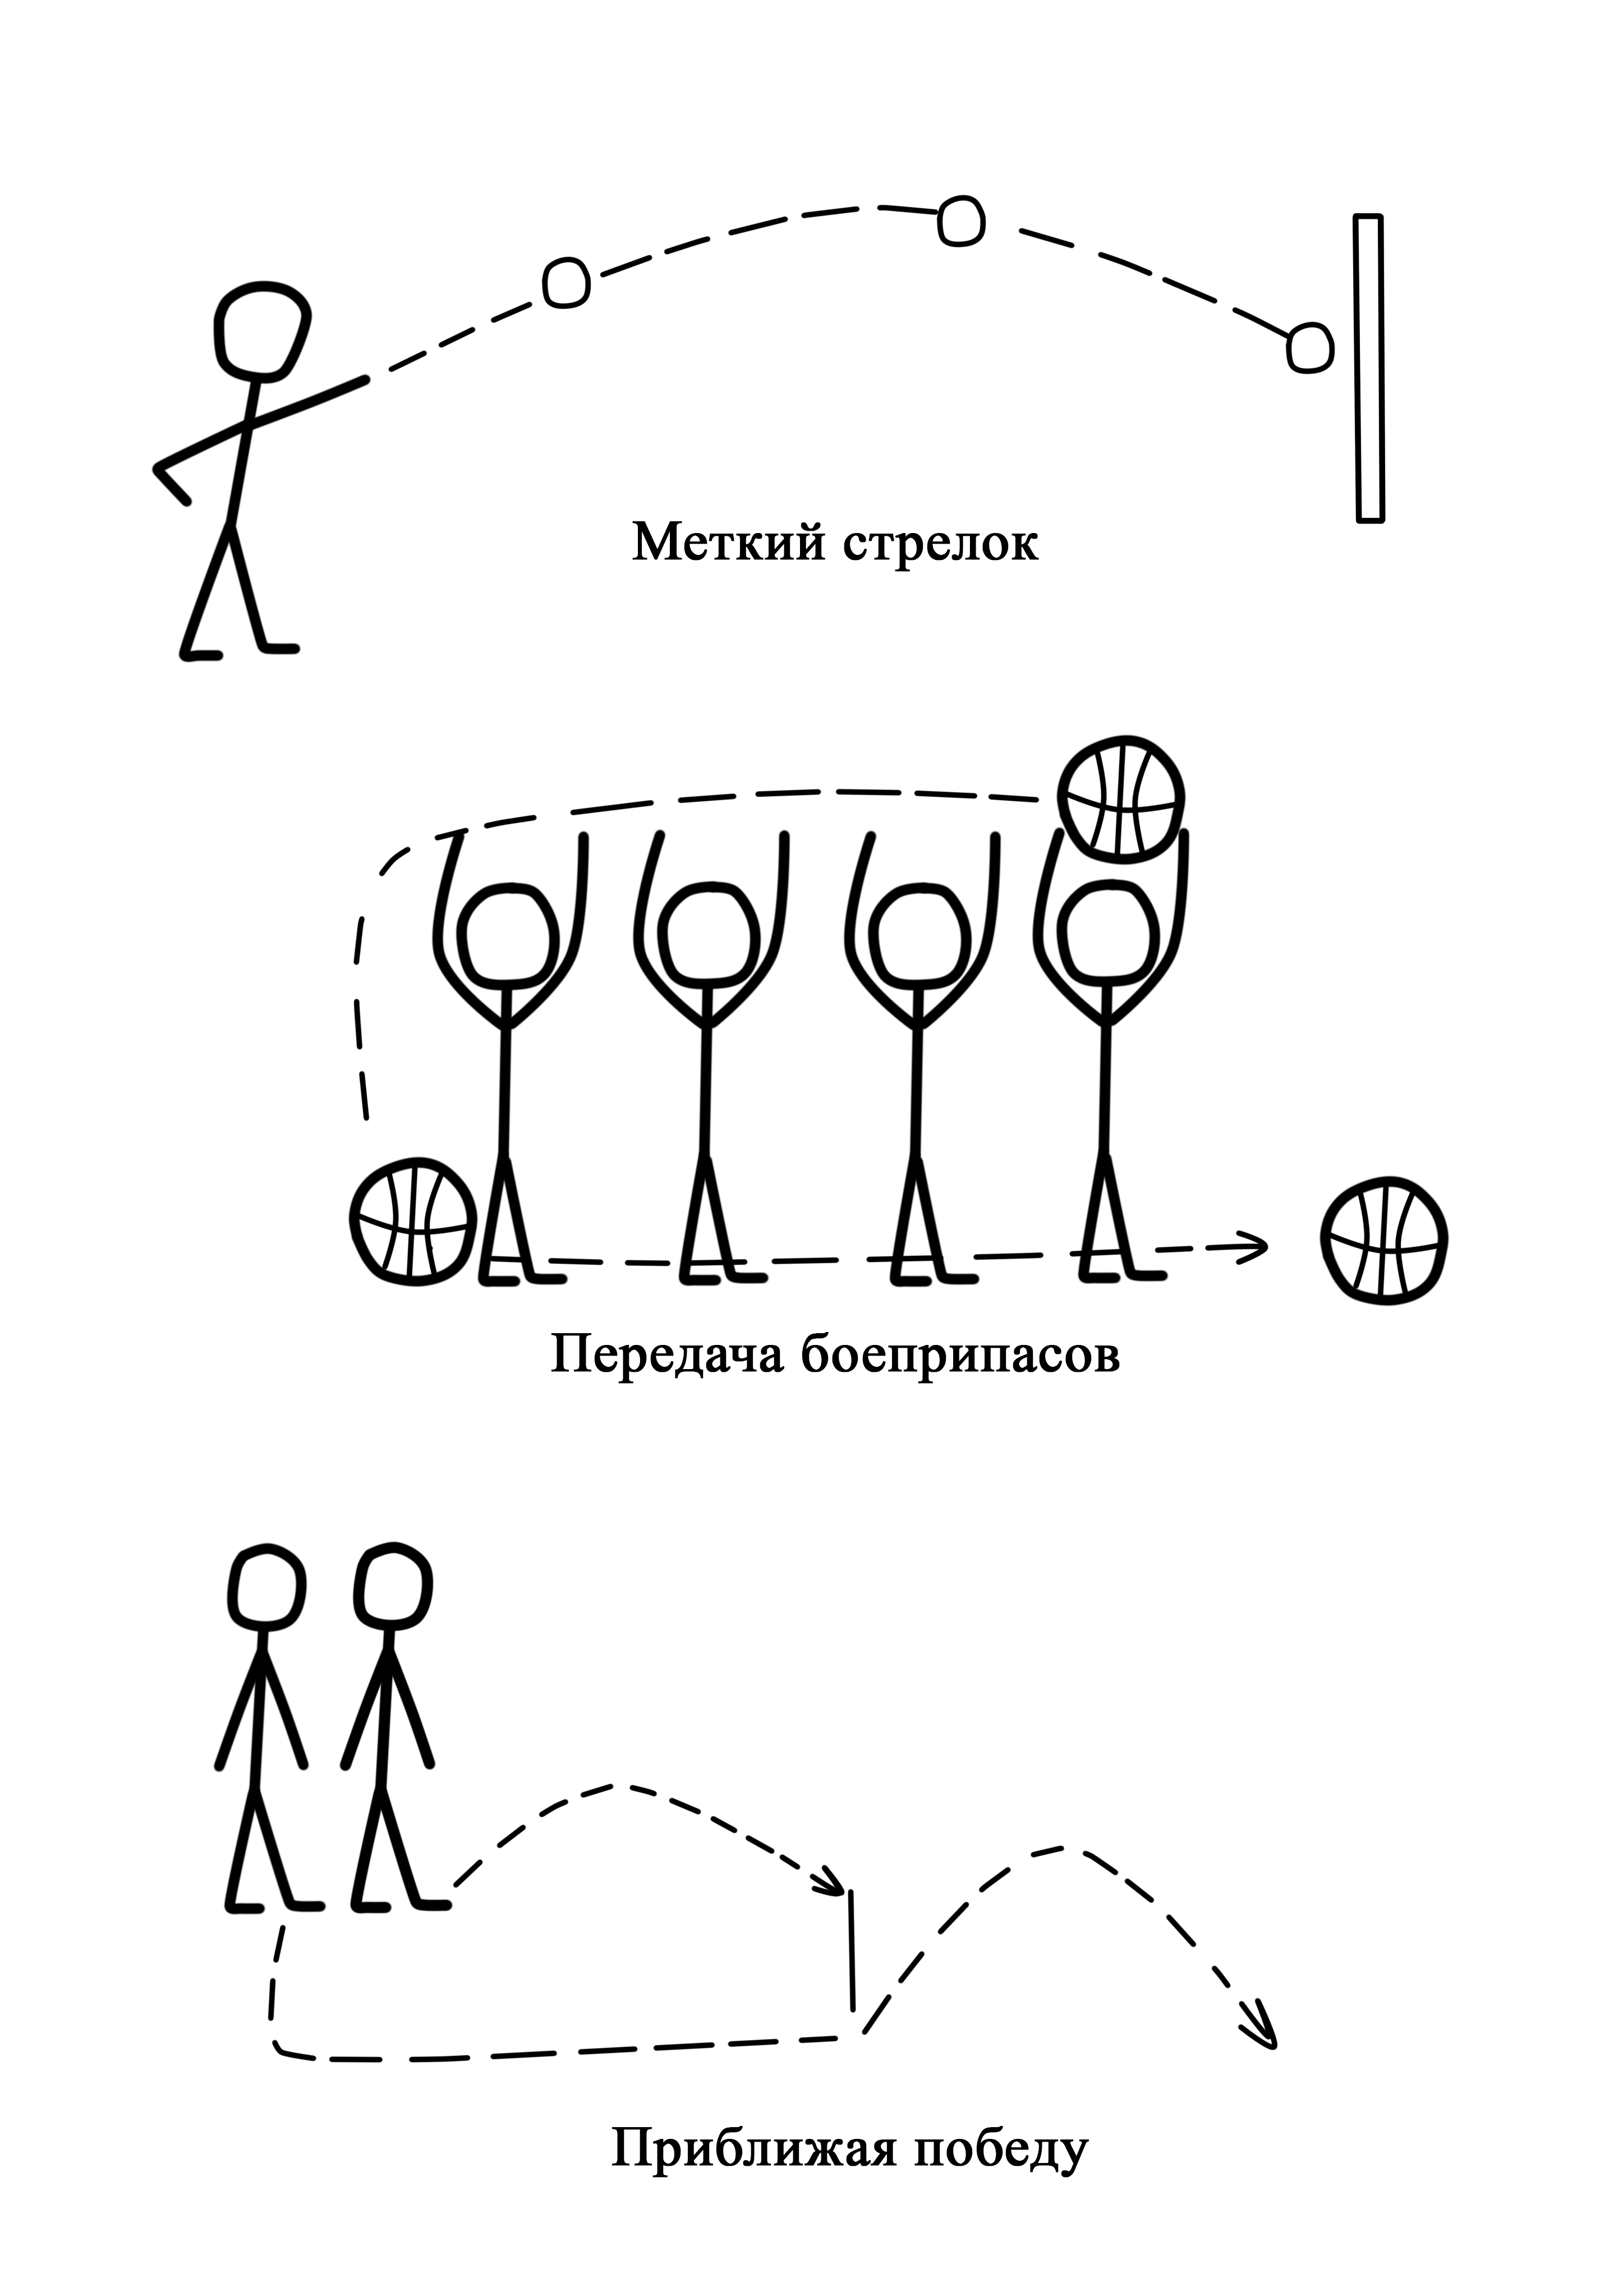 Меткий стрелок
Передача боеприпасов
Приближая победу